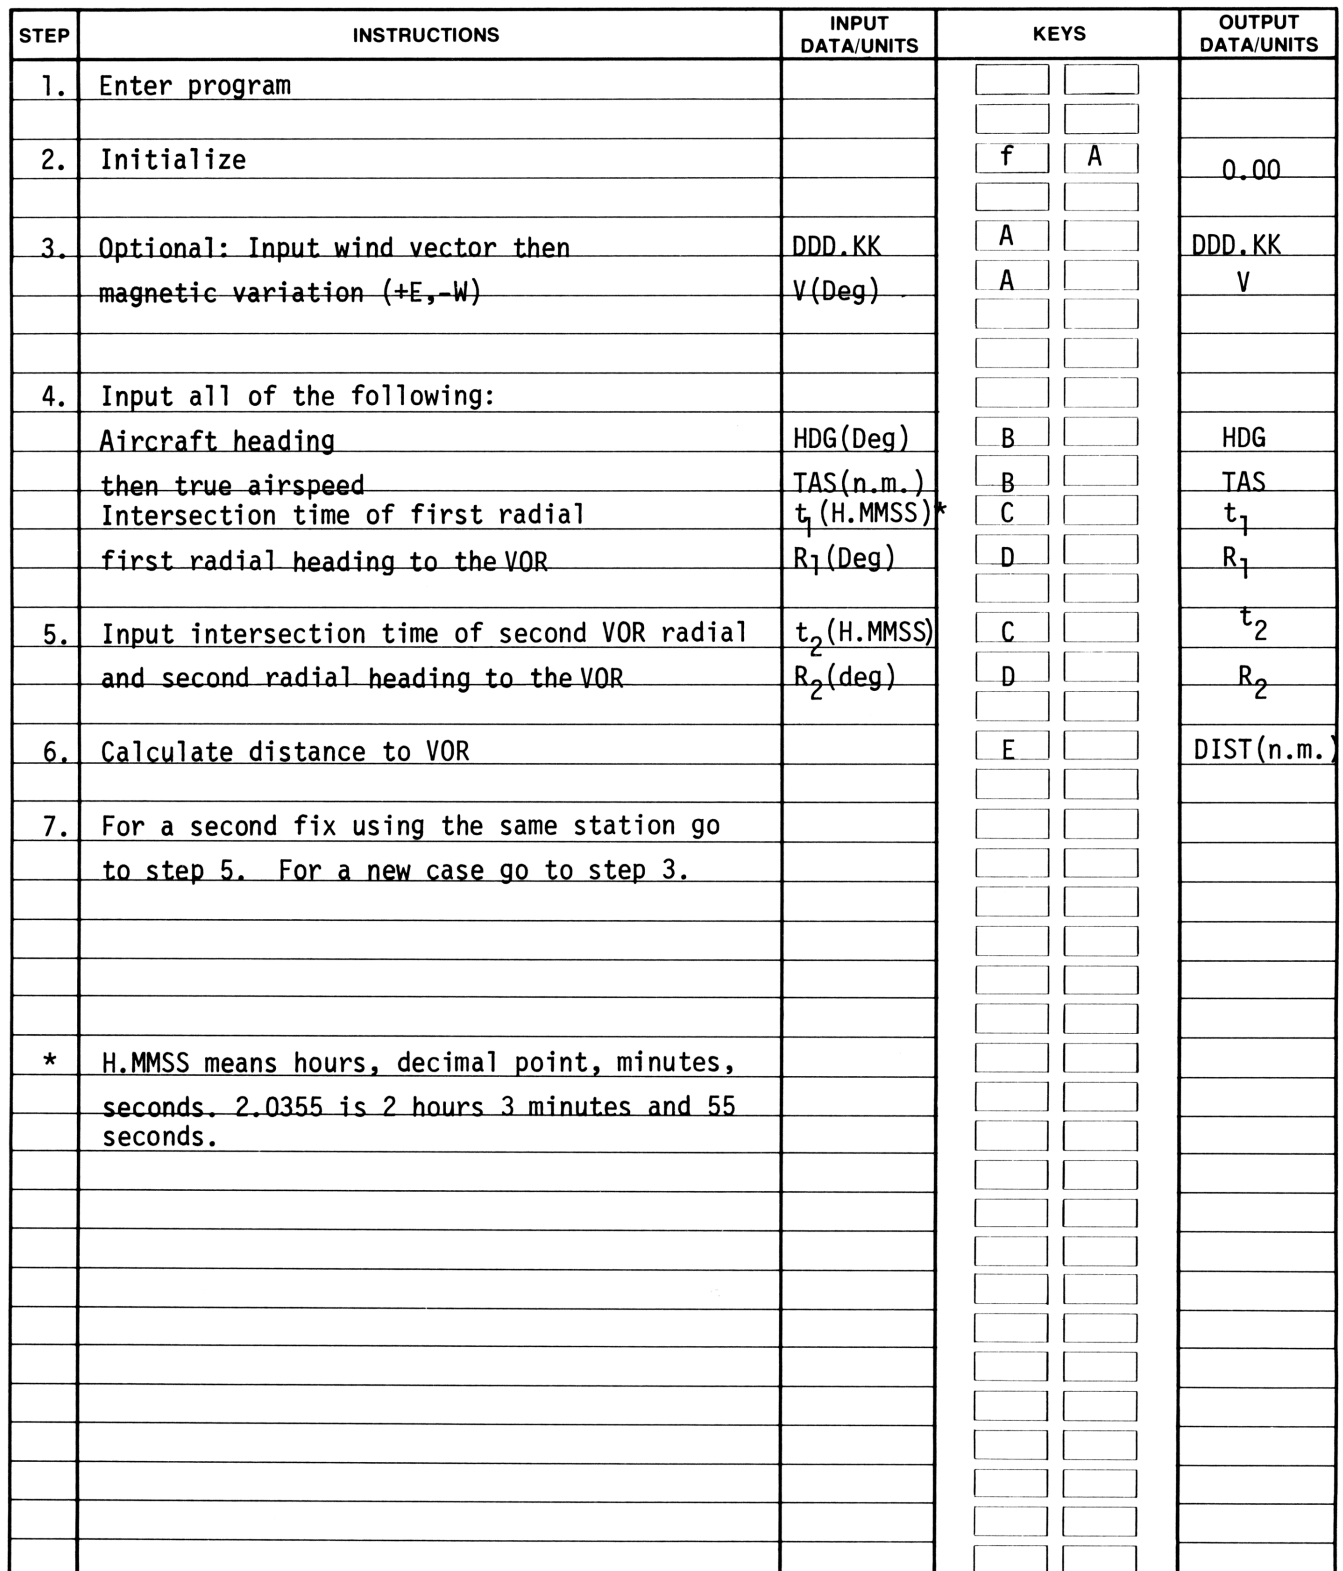 STEP INSTRUCTIONS INPUT DATA/UNITS KEYS OUTPUT DATA/UNITS
1. Enter program
2. Initialize f A 0.00
3. Optional: Input wind vector then DDD.KK A DDD.KK
magnetic variation (+E,-W) V(Deg) A V
4. Input all of the following:
Aircraft heading HDG(Deg) B HDG
then true airspeed TAS(n.m.) B TAS
Intersection time of first radial t₁(H.MMSS)* C t₁
first radial heading to the VOR R₁(Deg) D R₁
5. Input intersection time of second VOR radial t₂(H.MMSS) C t₂
and second radial heading to the VOR R₂(deg) D R₂
6. Calculate distance to VOR E DIST(n.m.)
7. For a second fix using the same station go
to step 5. For a new case go to step 3.
* H.MMSS means hours, decimal point, minutes,
seconds. 2.0355 is 2 hours 3 minutes and 55
seconds.